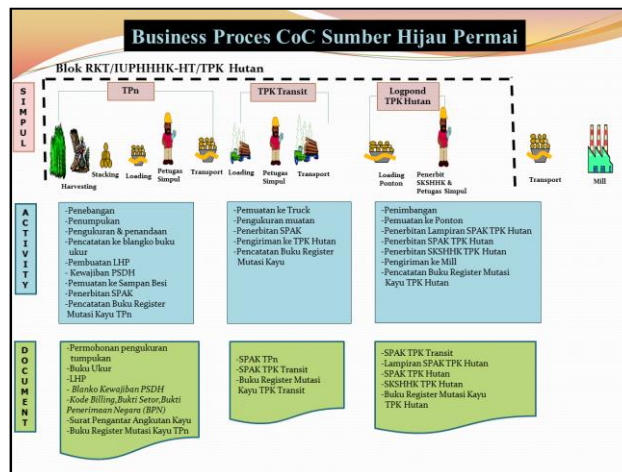 Business Proces CoC Sumber Hijau Permai
Blok RKT/IUPHHHK-HT/TPK Hutan
SIMPUL
TPn
TPK Transit
Logpond
TPK Hutan
Harvesting
Stacking
Loading
Petugas
Simpul
Transport
Loading
Petugas
Simpul
Transport
Loading
Ponton
Penerbit
SKSHHK &
Petugas Simpul
Transport
Mill
ACTIVITY
-Penebangan
-Penumpukan
-Pengukuran & penandaan
-Pencatatan ke blangko buku
ukur
-Pembuatan LHP
- Kewajiban PSDH
-Pemuatan ke Sampan Besi
-Penerbitan SPAK
-Pencatatan Buku Register
Mutasi Kayu TPn
-Pemuatan ke Truck
-Pengukuran muatan
-Penerbitan SPAK
-Pengiriman ke TPK Hutan
-Pencatatan Buku Register
Mutasi Kayu
-Penimbangan
-Pemuatan ke Ponton
-Penerbitan Lampiran SPAK TPK Hutan
-Penerbitan SPAK TPK Hutan
-Penerbitan SKSHHK TPK Hutan
-Pengiriman ke Mill
-Pencatatan Buku Register Mutasi
Kayu TPK Hutan
DOCUMENT
-Permohonan pengukuran
tumpukan
-Buku Ukur
-LHP
- Blanko Kewajiban PSDH
-Kode Billing,Bukti Setor,Bukti
Penerimaan Negara (BPN)
-Surat Pengantar Angkutan Kayu
-Buku Register Mutasi Kayu TPn
-SPAK TPn
-SPAK TPK Transit
-Buku Register Mutasi
Kayu TPK Transit
-SPAK TPK Transit
-Lampiran SPAK TPK Hutan
-SPAK TPK Hutan
-SKSHHK TPK Hutan
-Buku Register Mutasi Kayu
TPK Hutan